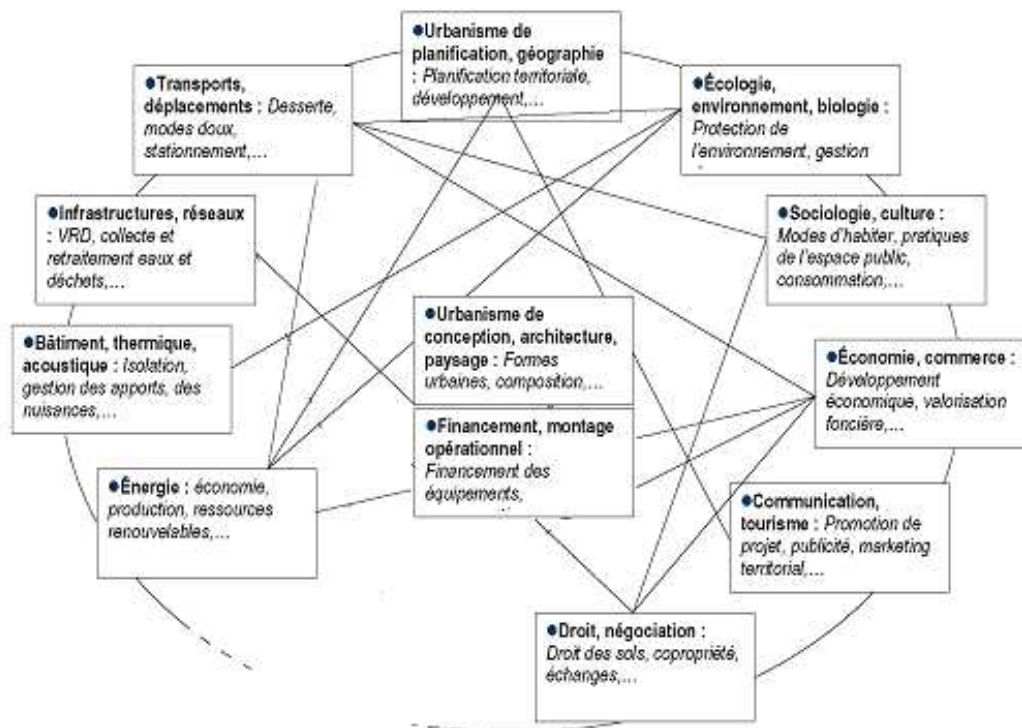 ●Urbanisme de
planification, géographie
: Planification territoriale,
développement,…
●Transports,
déplacements : Desserte,
modes doux,
stationnement,…
●Écologie,
environnement, biologie :
Protection de
l'environnement, gestion
●Infrastructures, réseaux
: VRD, collecte et
retraitement eaux et
déchets,…
●Sociologie, culture :
Modes d'habiter, pratiques
de l'espace public,
consommation,…
●Urbanisme de
conception, architecture,
paysage : Formes
urbaines, composition,…
●Bâtiment, thermique,
acoustique : Isolation,
gestion des apports, des
nuisances,…
●Économie, commerce :
Développement
économique, valorisation
foncière,…
●Financement, montage
opérationnel :
Financement des
équipements,
●Énergie : économie,
production, ressources
renouvelables,…
●Communication,
tourisme : Promotion de
projet, publicité, marketing
territorial,…
●Droit, négociation :
Droit des sols, copropriété,
échanges,…